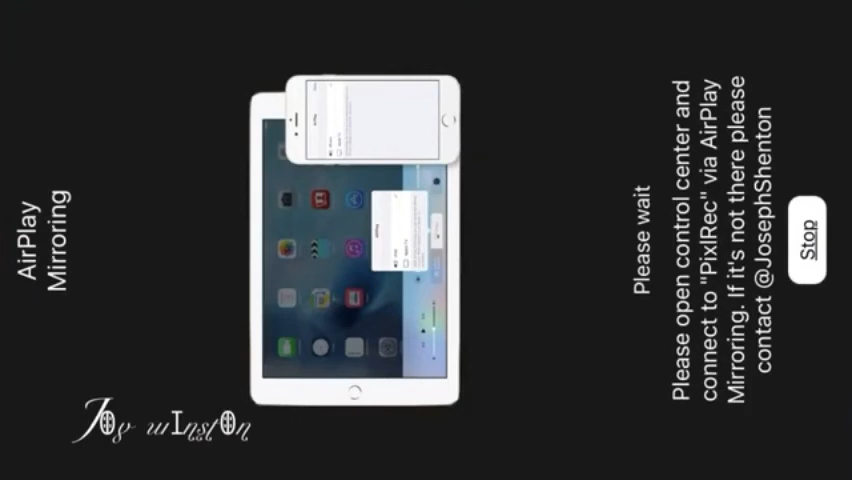 AirPlay
Mirroring
Please wait
Please open control center and
connect to "PixlRec" via AirPlay
Mirroring. If it's not there please
contact @JosephShenton
Stop